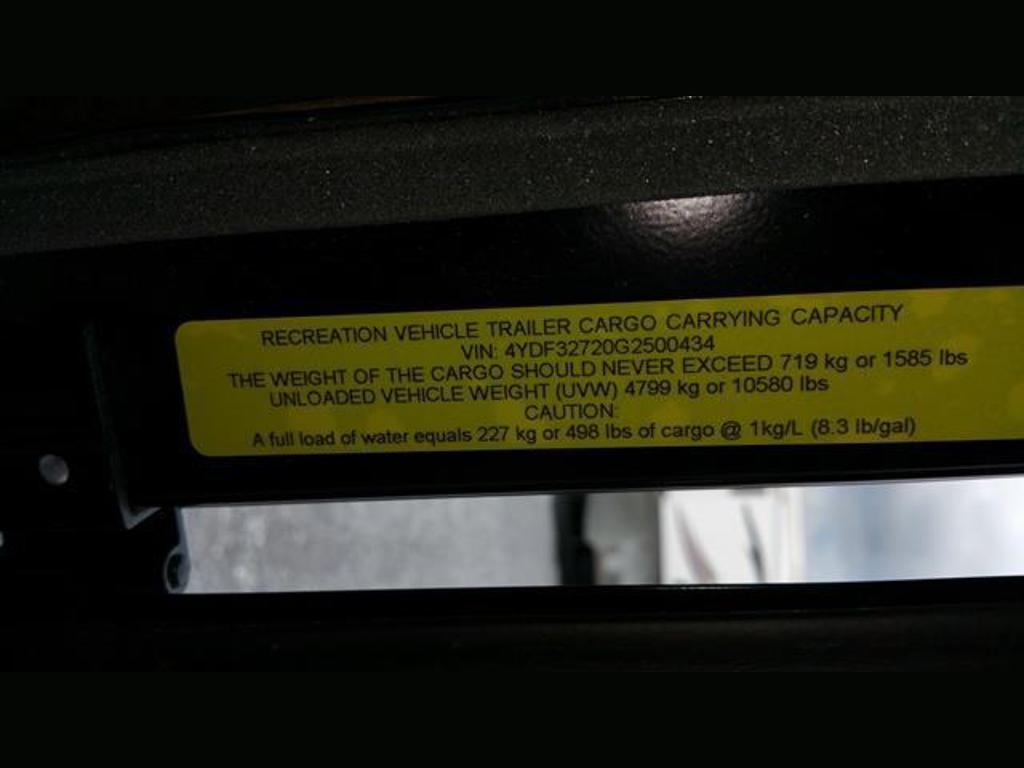 RECREATION VEHICLE TRAILER CARGO CARRYING CAPACITY
VIN: 4YDF32720G2500434
THE WEIGHT OF THE CARGO SHOULD NEVER EXCEED 719 kg or 1585 lbs
UNLOADED VEHICLE WEIGHT (UVW) 4799 kg or 10580 lbs
CAUTION:
A full load of water equals 227 kg or 498 lbs of cargo @ 1kg/L (8.3 lb/gal)